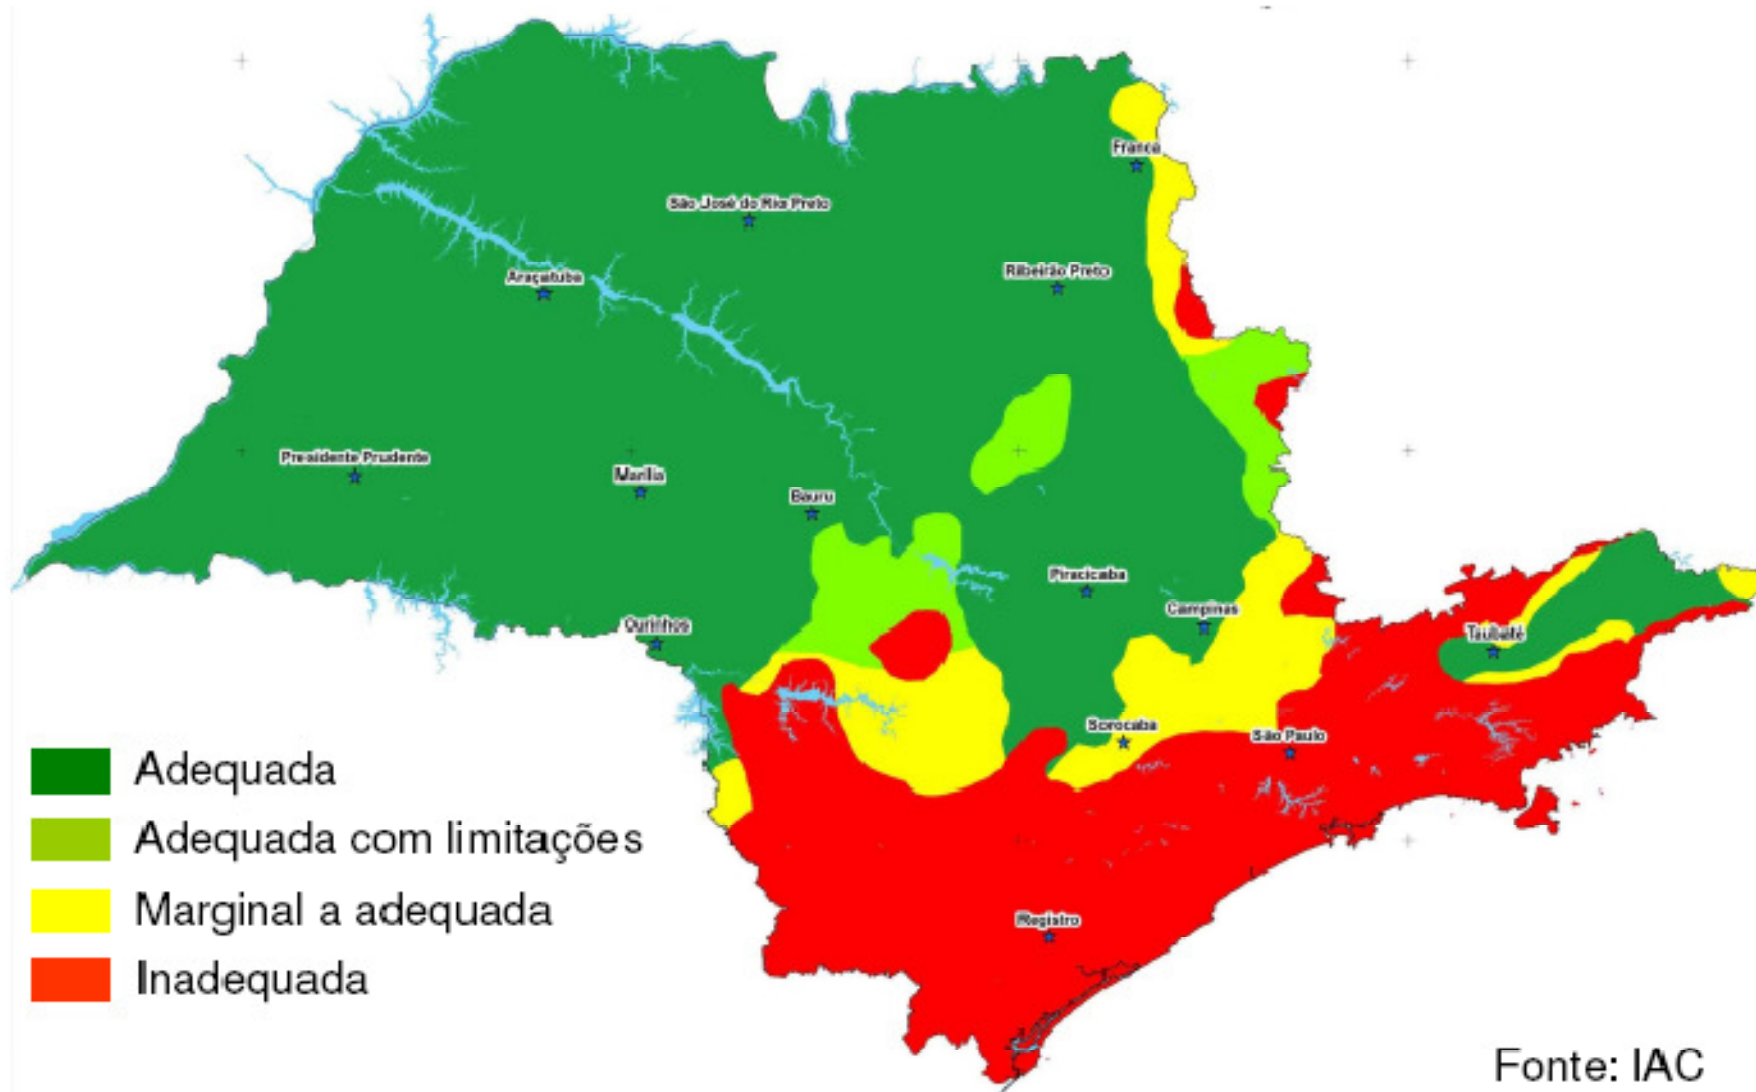 Franca
São José do Rio Preto
Ribeirão Preto
Araçatuba
Presidente Prudente
Marília
Bauru
Piracicaba
Campinas
Ourinhos
Taubaté
Sorocaba
São Paulo
Registro
Adequada
Adequada com limitações
Marginal a adequada
Inadequada
Fonte: IAC